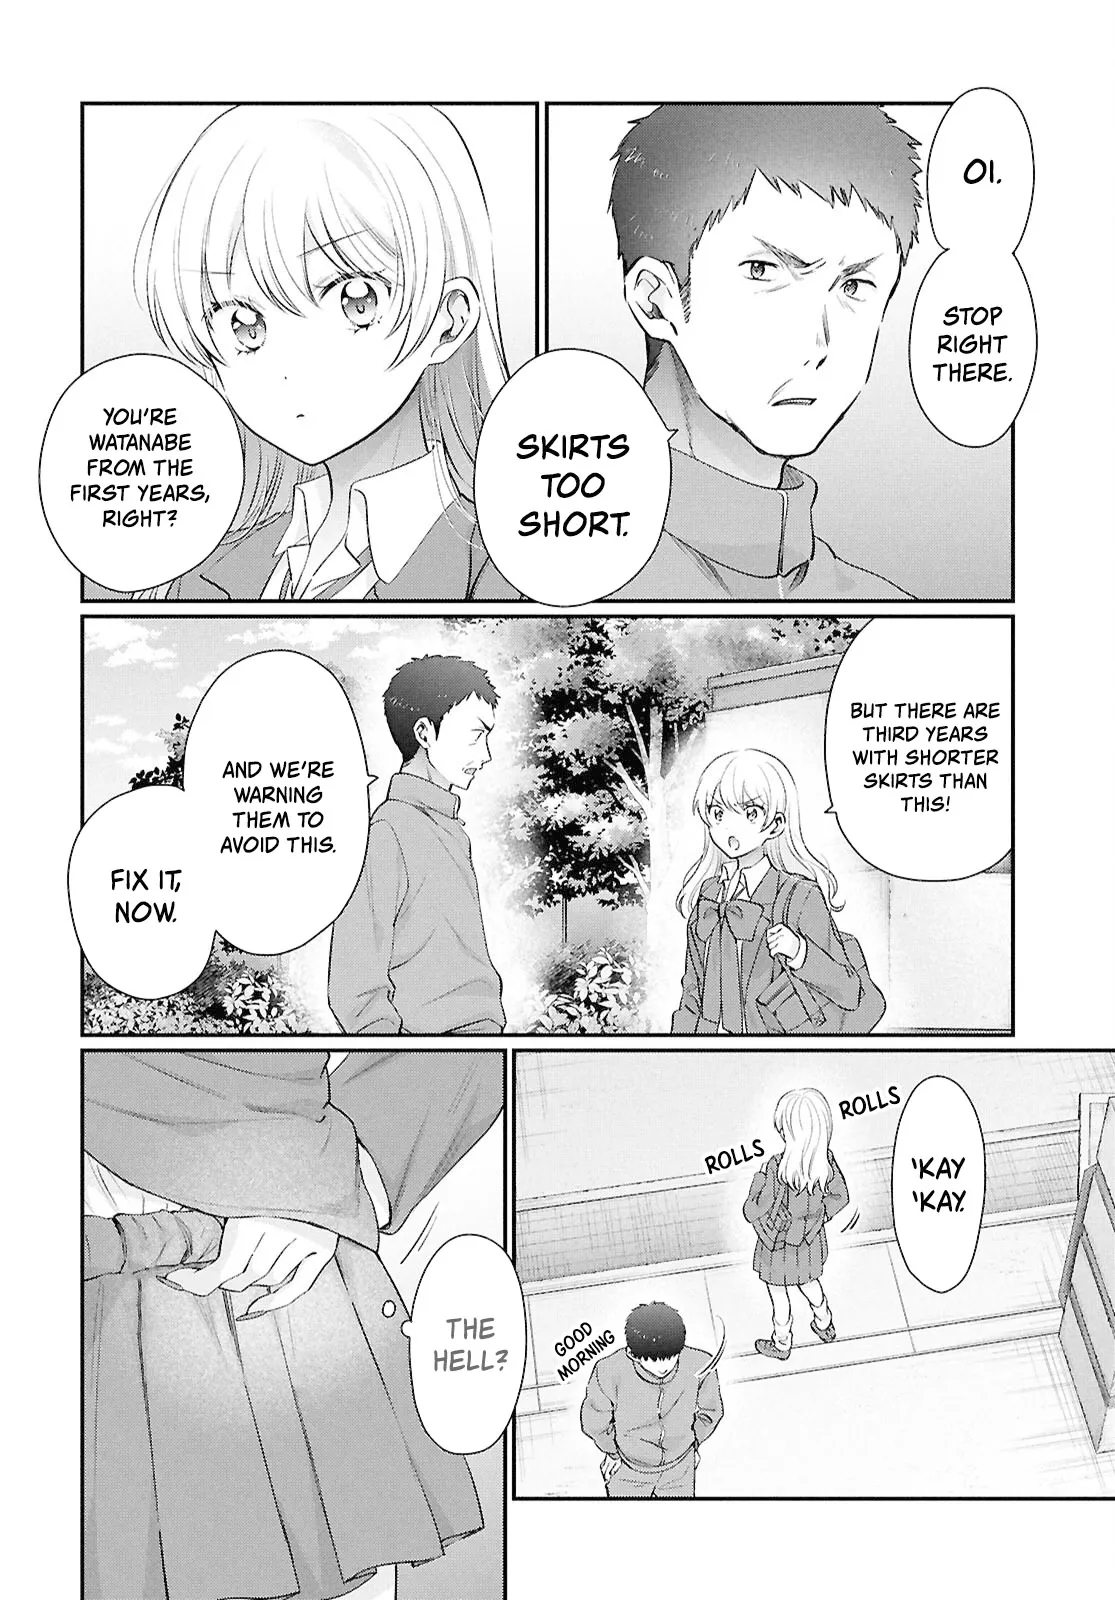 OI.
STOP
RIGHT
THERE.
SKIRTS
TOO
SHORT.
YOU'RE
WATANABE
FROM THE
FIRST YEARS,
RIGHT?
BUT THERE ARE
THIRD YEARS
WITH SHORTER
SKIRTS THAN
THIS!
AND WE'RE
WARNING
THEM TO
AVOID THIS.
FIX IT,
NOW.
'KAY
'KAY.
ROLLS
ROLLS
GOOD
MORNING
THE
HELL?